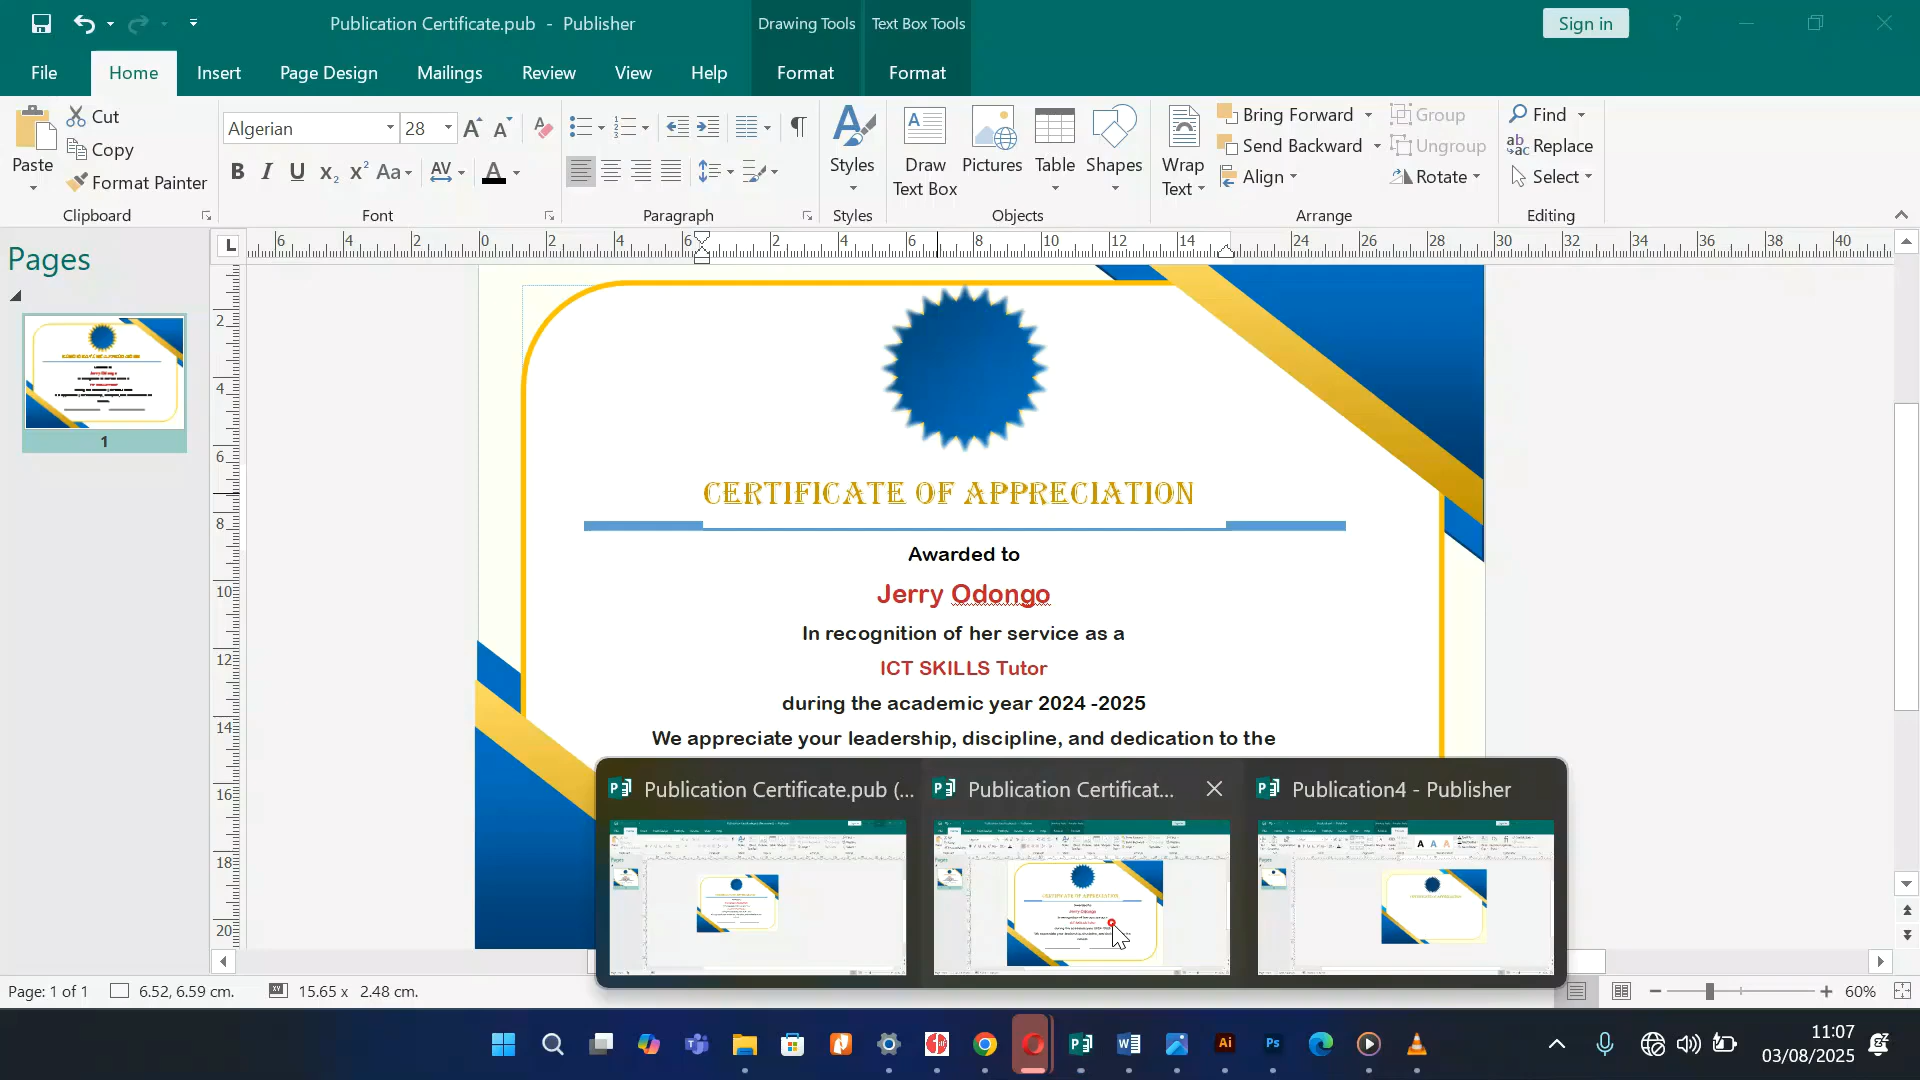 Publication Certificate.pub - Publisher
Drawing Tools
Text Box Tools
Sign in
?
File
Home
Insert
Page Design
Mailings
Review
View
Help
Format
Format
Paste
Cut
Copy
Format Painter
Clipboard
Algerian
28
Font
Paragraph
Styles
Styles
Draw
Text Box
Pictures
Table
Shapes
Objects
Wrap
Text
Bring Forward
Send Backward
Align
Group
Ungroup
Rotate
Arrange
Find
Replace
Select
Editing
Pages
1
CERTIFICATE OF APPRECIATION
Awarded to
Jerry Odongo
In recognition of her service as a
ICT SKILLS Tutor
during the academic year 2024 -2025
We appreciate your leadership, discipline, and dedication to the
Publication Certificate.pub (...
Publication Certificat...
Publication4 - Publisher
Page: 1 of 1
6.52, 6.59 cm.
15.65 x 2.48 cm.
60%
11:07
03/08/2025